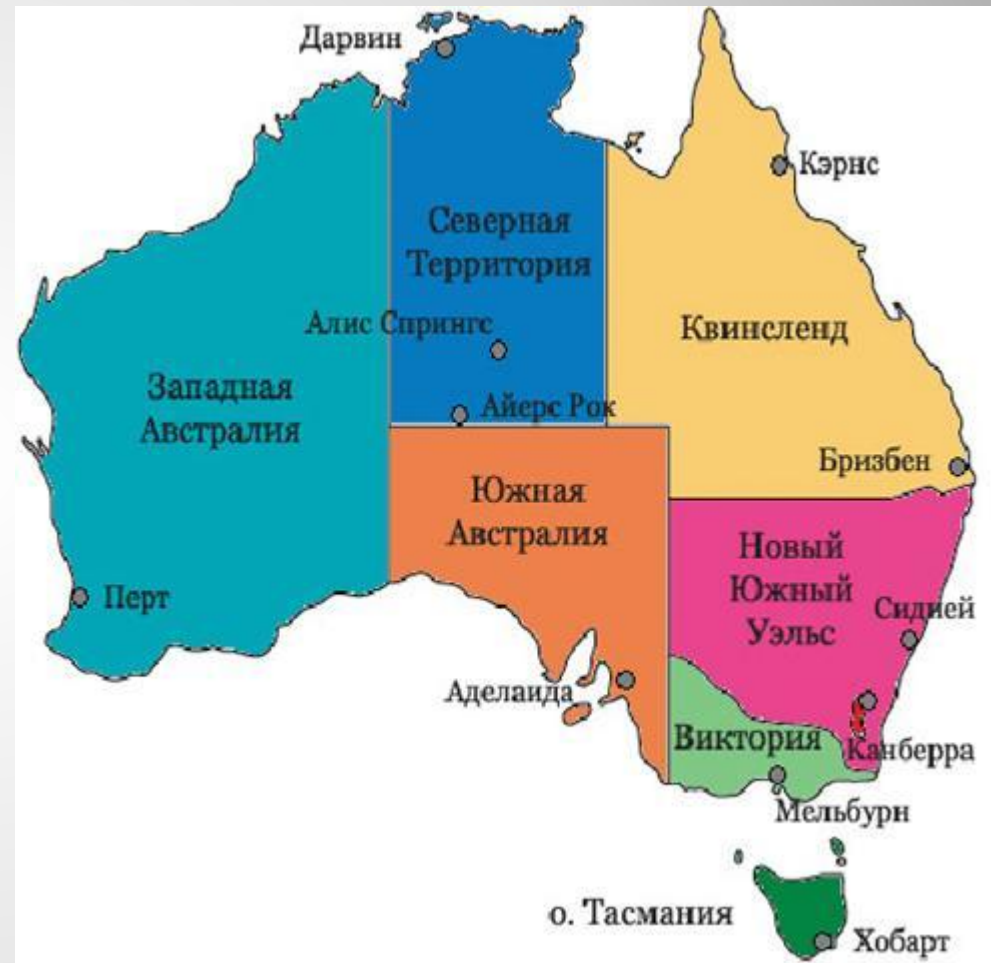 Дарвин
Кэрнс
Северная
Территория
Алис Спрингс
Квинсленд
Западная
Австралия
Айерс Рок
Бризбен
Южная
Австралия
Новый
Южный
Уэльс
Перт
Сидней
Аделаида
Виктория
Канберра
Мельбурн
о. Тасмания
Хобарт